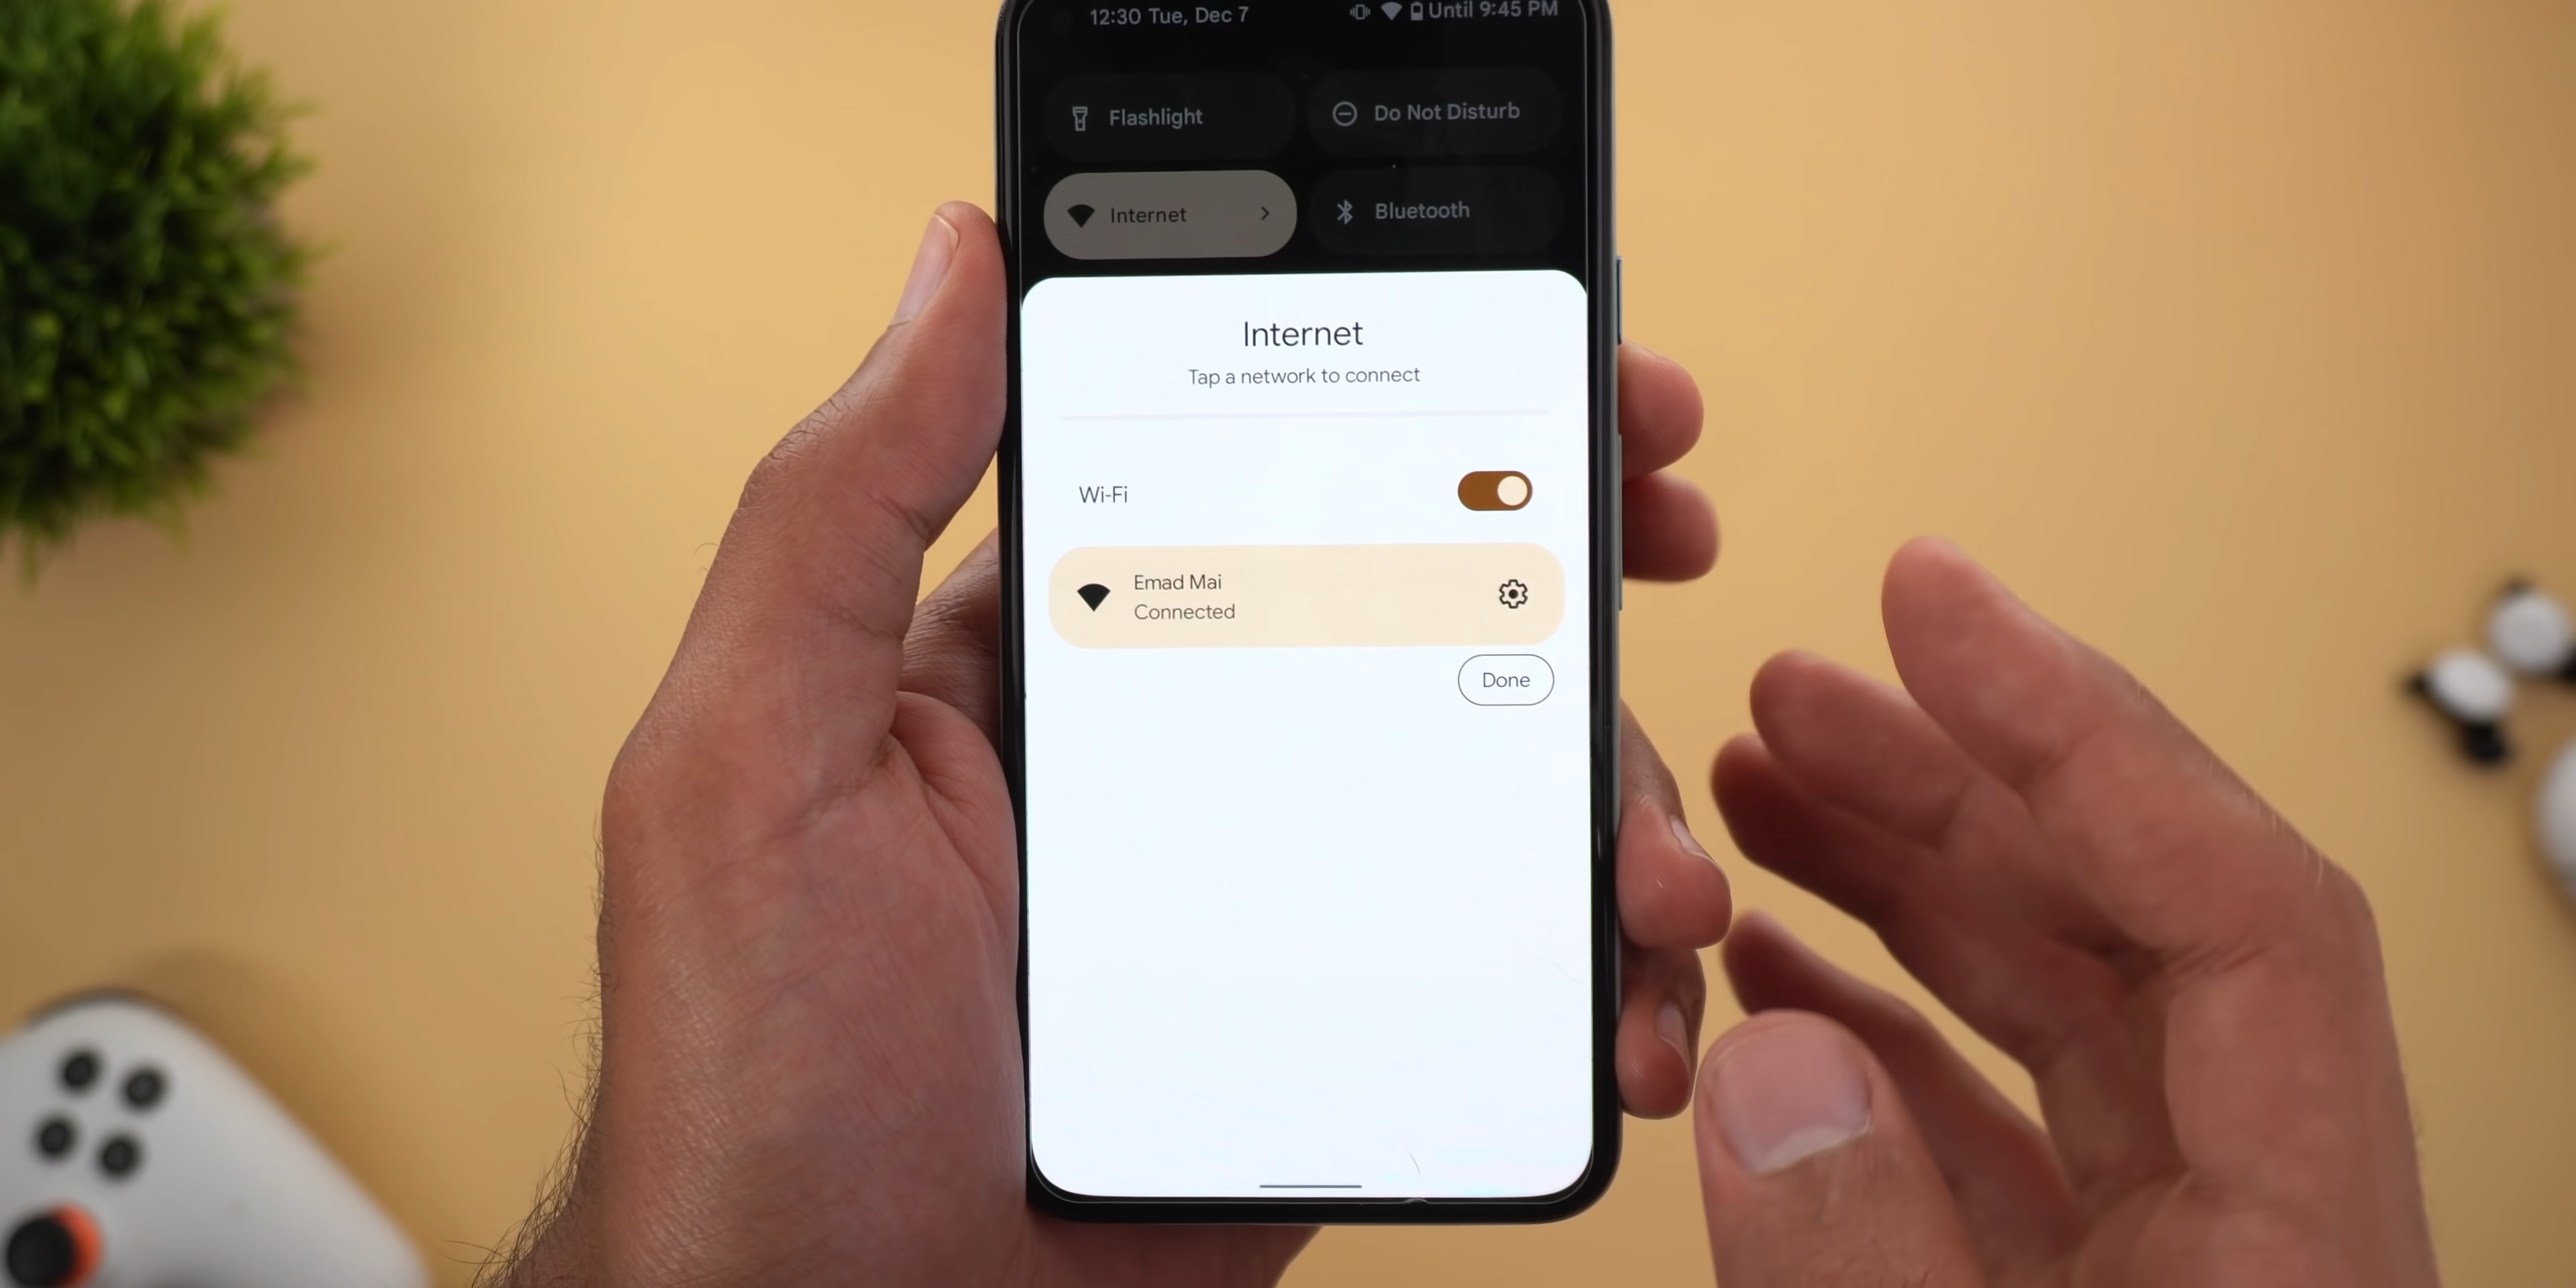 12:30 Tue, Dec 7
Until 9:45 PM
Flashlight
Do Not Disturb
Internet
Bluetooth
Internet
Tap a network to connect
Wi-Fi
Emad Mai
Connected
Done